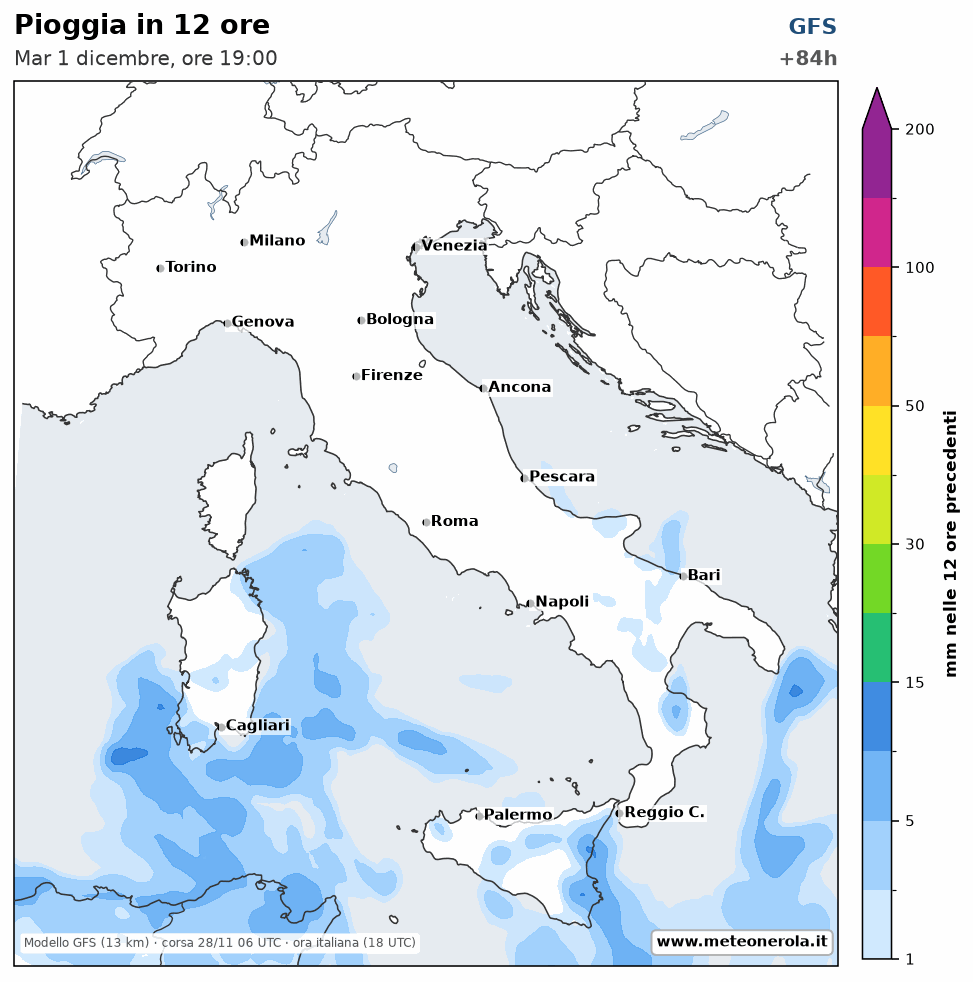 Pioggia in 12 ore
GFS
Mar 1 dicembre, ore 19:00
+84h
200
Milano
Venezia
Torino
100
Genova
Bologna
Firenze
Ancona
50
Pescara
Roma
30
Bari
Napoli
mm nelle 12 ore precedenti
15
Cagliari
Palermo
Reggio C.
5
Modello GFS (13 km) · corsa 28/11 06 UTC · ora italiana (18 UTC)
www.meteonerola.it
1